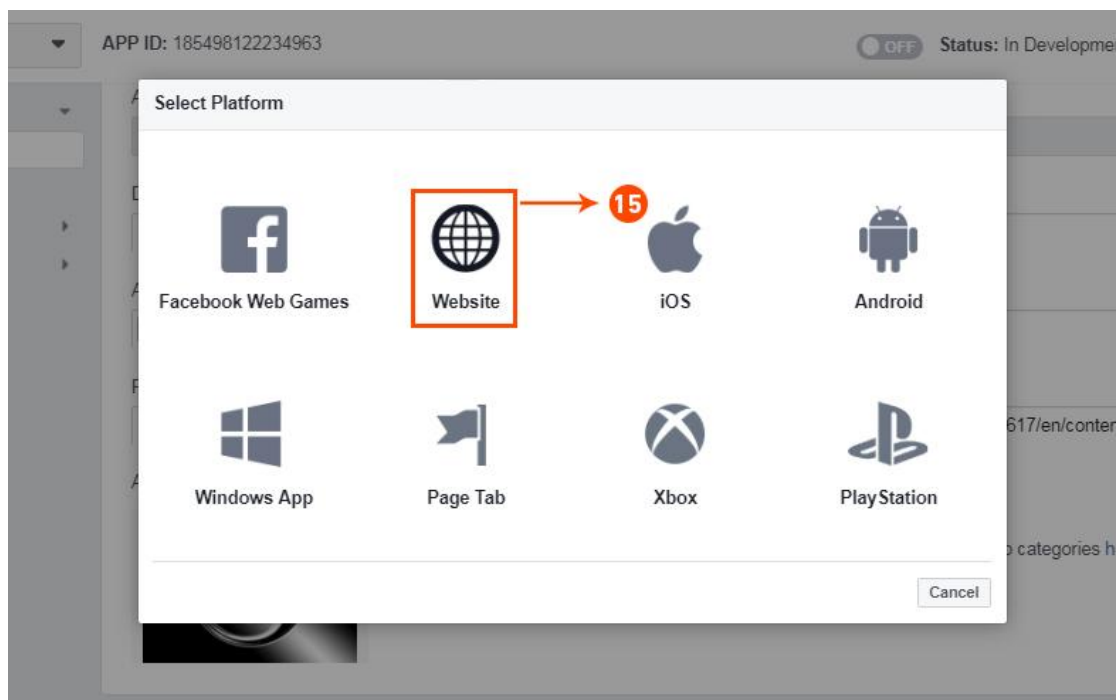 APP ID: 185498122234963
OFF
Status: In Developme
Select Platform
15
Facebook Web Games
Website
iOS
Android
617/en/conten
Windows App
Page Tab
Xbox
PlayStation
categories h
Cancel